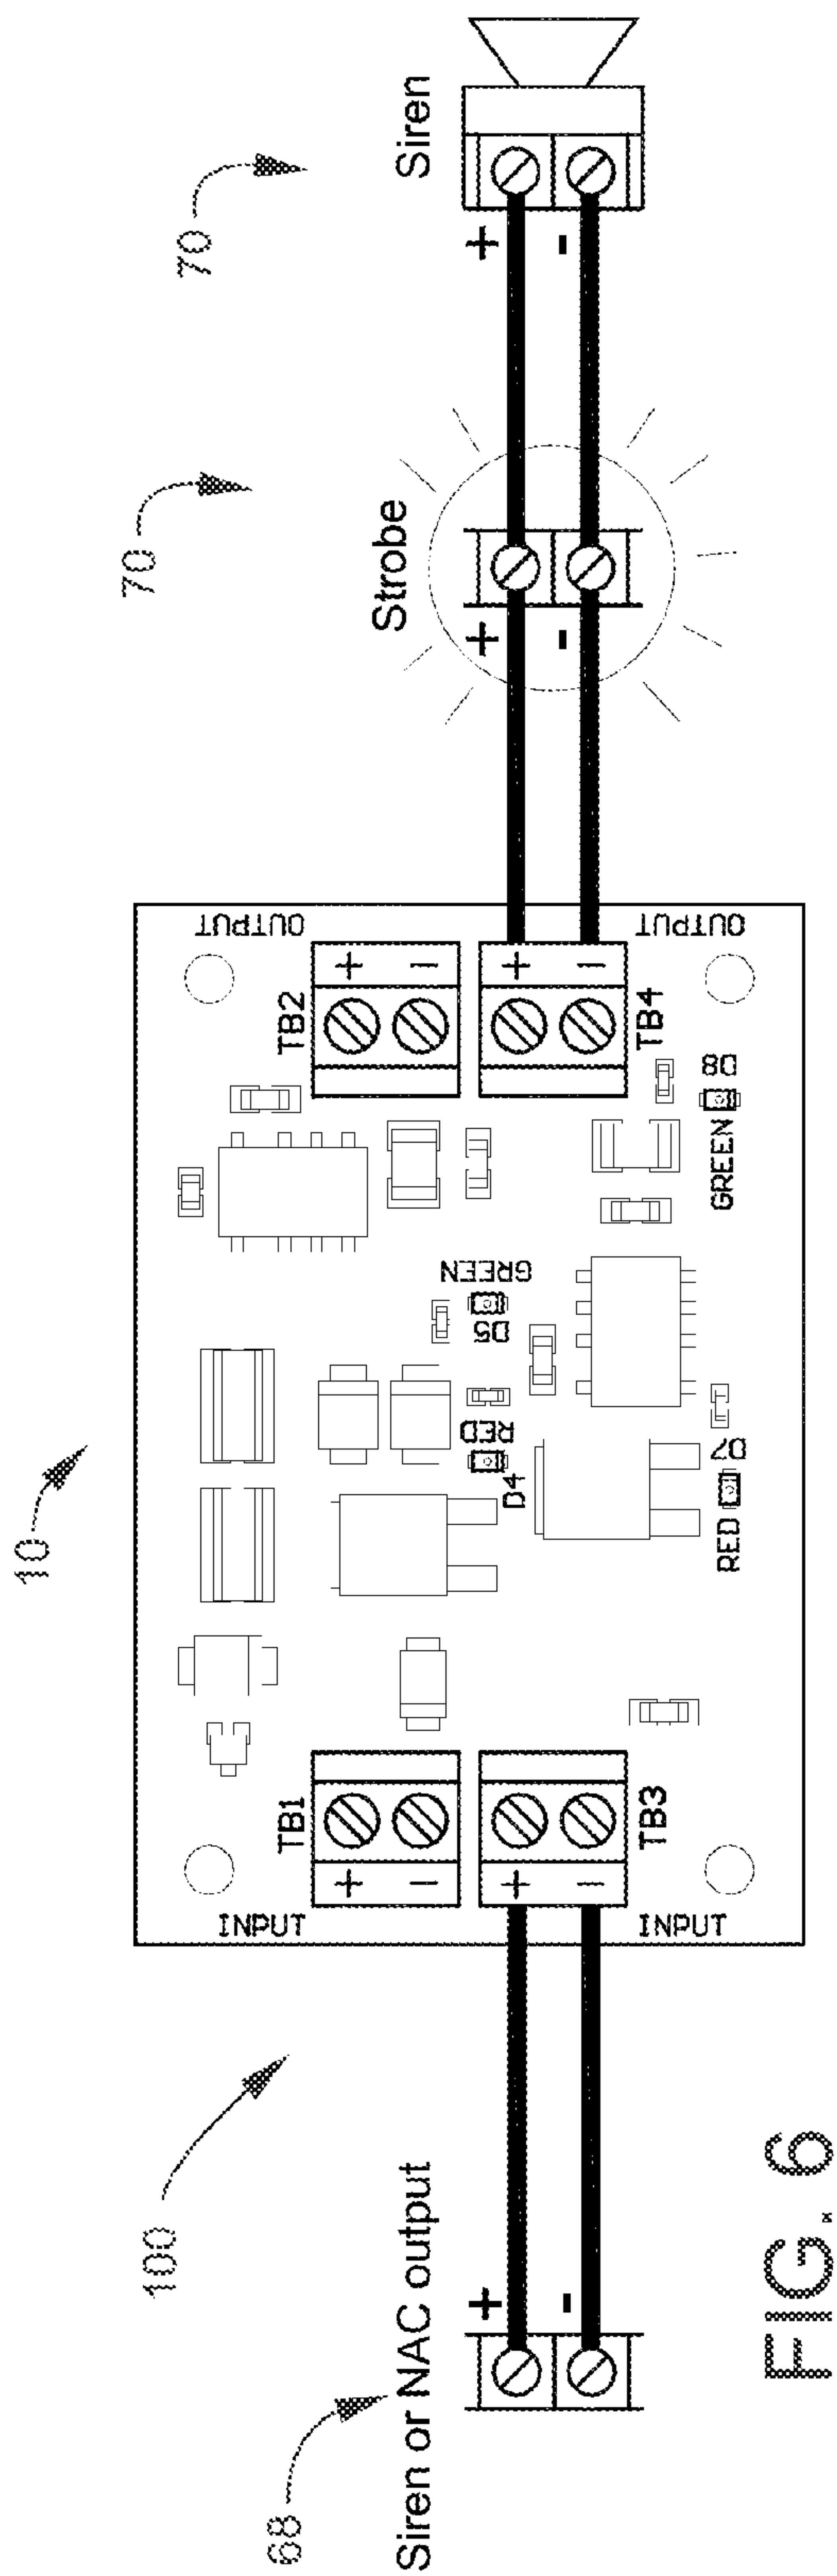 68
Siren or NAC output
+
-
100
10
INPUT
TB1
+
-
INPUT
TB3
+
-
D4
RED
D5
GREEN
RED
D7
GREEN
D8
OUTPUT
TB2
+
-
OUTPUT
TB4
+
-
70
Strobe
+
-
70
Siren
+
-
FIG. 6